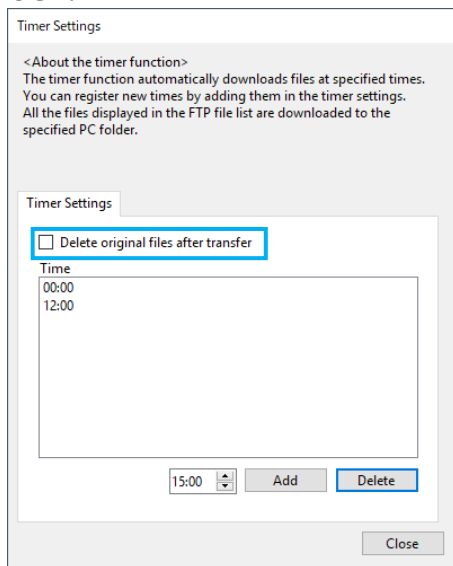 Timer Settings
<About the timer function>
The timer function automatically downloads files at specified times.
You can register new times by adding them in the timer settings.
All the files displayed in the FTP file list are downloaded to the
specified PC folder.
Timer Settings
Delete original files after transfer
Time
00:00
12:00
15:00 Add Delete
Close